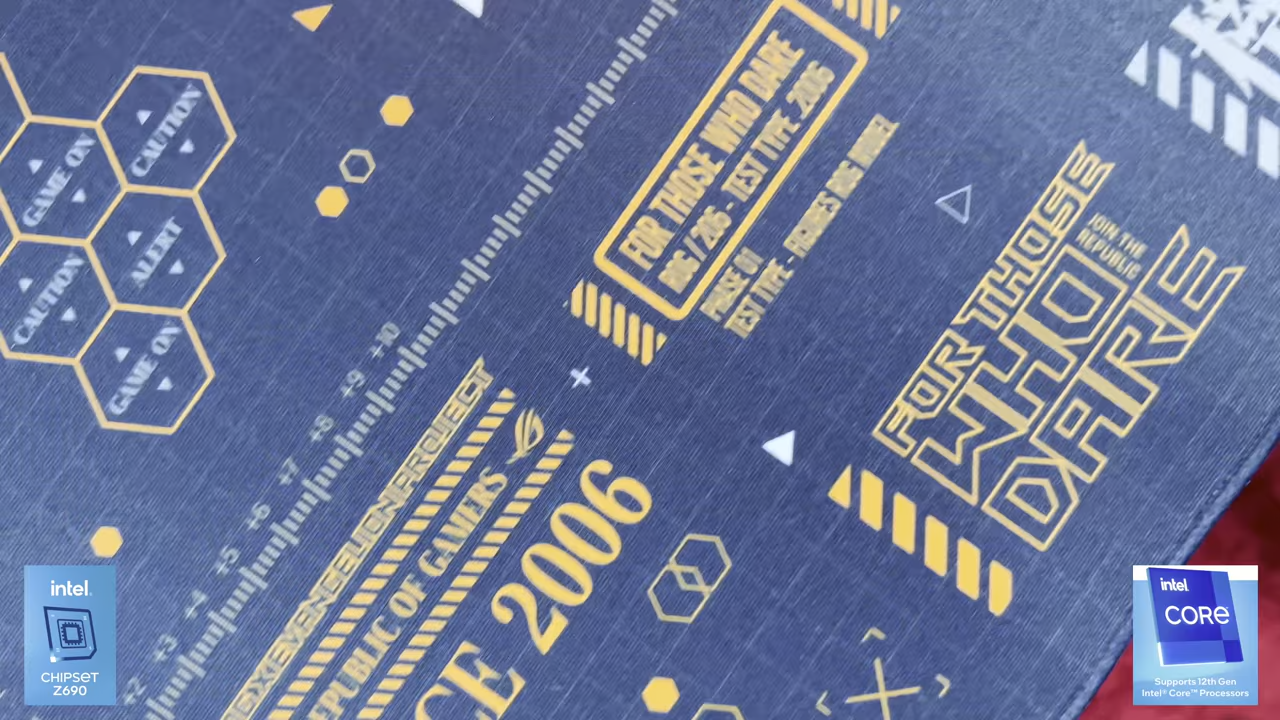 CAUTION
GAME ON
ALERT
CAUTION
GAME ON
+10
+9
+8
+7
+6
+5
+4
+3
+2
FOR THOSE WHO DARE
ROG / 206 - TEST TYPE .2006
PHASE 01
TEST TYPE -
FOR THOSE
JOIN THE
REPUBLIC
WHO
DARE
REPUBLIC OF GAMERS
CE 2006
intel
CHIPSET
Z690
intel
CORE
Supports 12th Gen
Intel® Core™ Processors